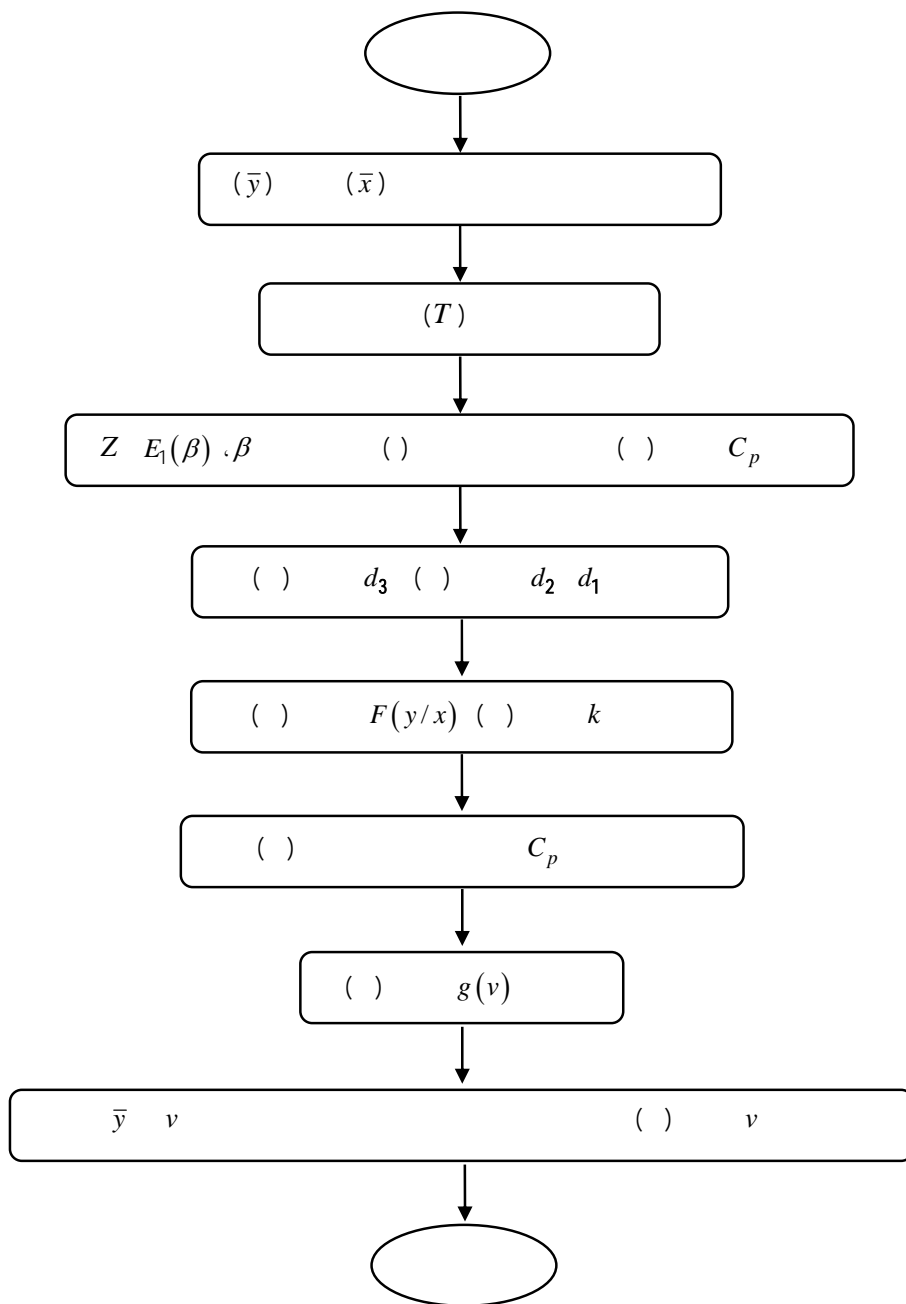 (ȳ) (x̄)
(T)
Z E₁(β) 、β ( ) ( ) Cₚ
( ) d₃ ( ) d₂ d₁
( ) F(y/x) ( ) k
( ) Cₚ
( ) g(v)
ȳ v ( ) v